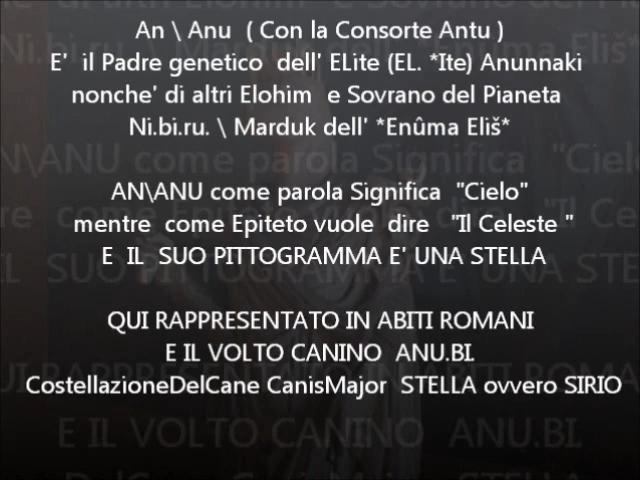 An \ Anu ( Con la Consorte Antu )
E' il Padre genetico dell' ELite (EL. *Ite) Anunnaki
nonche' di altri Elohim e Sovrano del Pianeta
Ni.bi.ru. \ Marduk dell' *Enûma Eliš*
AN\ANU come parola Significa "Cielo"
mentre come Epiteto vuole dire "Il Celeste "
E IL SUO PITTOGRAMMA E' UNA STELLA
QUI RAPPRESENTATO IN ABITI ROMANI
E IL VOLTO CANINO ANU.BI.
CostellazioneDelCane CanisMajor STELLA ovvero SIRIO